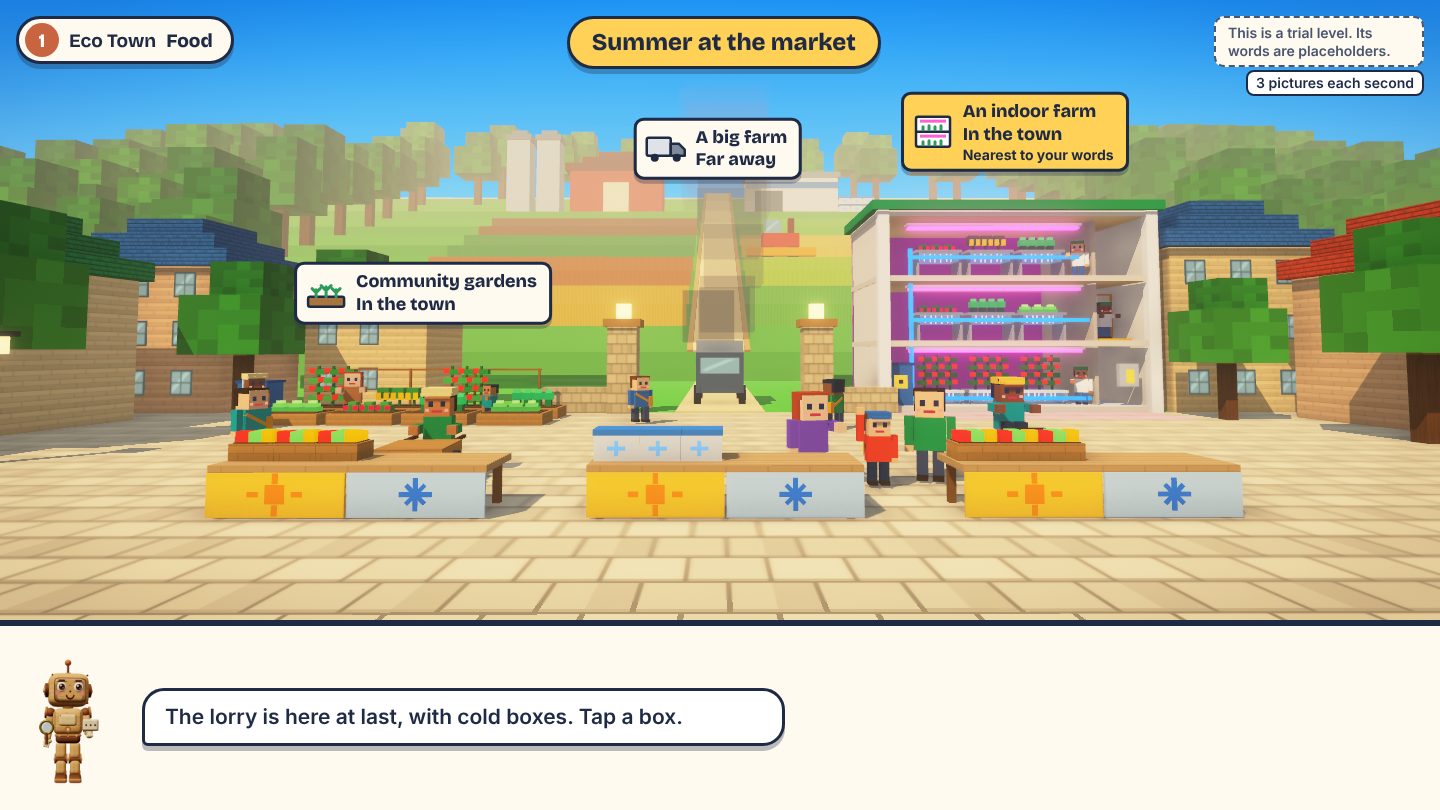 1 Eco Town Food
Summer at the market
This is a trial level. Its
words are placeholders.
3 pictures each second
A big farm
Far away
An indoor farm
In the town
Nearest to your words
Community gardens
In the town
The lorry is here at last, with cold boxes. Tap a box.